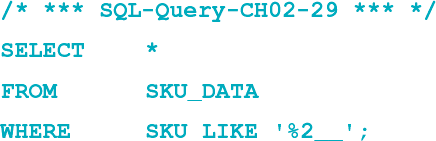 /* *** SQL-Query-CH02-29 *** */
SELECT *
FROM SKU_DATA
WHERE SKU LIKE '%2__';